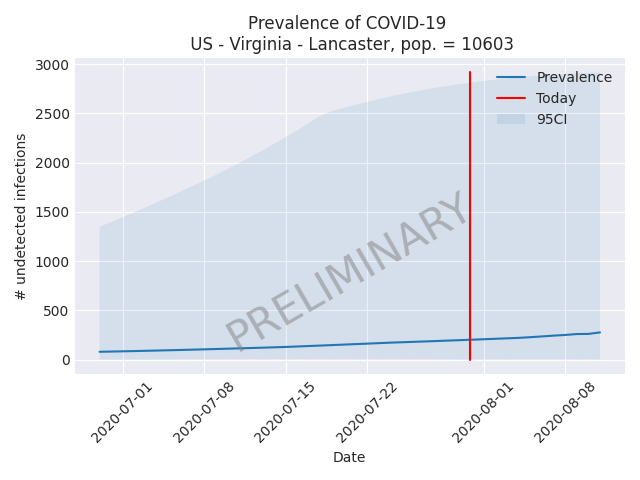 Prevalence of COVID-19
US - Virginia - Lancaster, pop. = 10603
3000
2500
2000
1500
1000
500
0
# undetected infections
Prevalence
Today
95CI
PRELIMINARY
2020-07-01
2020-07-08
2020-07-15
2020-07-22
2020-08-01
2020-08-08
Date